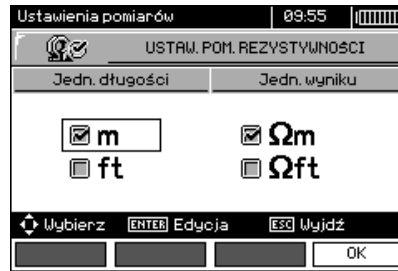 Ustawienia pomiarów 09:55
USTAW. POM. REZYSTYWNOŚCI
Jedn. długości Jedn. wyniku
m Ωm
ft Ωft
Wybierz ENTER Edycja ESC Wyjdź
OK